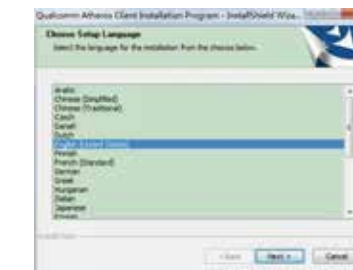 Qualcomm Atheros Client Installation Program - InstallShield Wiza...
Choose Setup Language
Select the language for the installation from the choices below.
Arabic
Chinese (Simplified)
Chinese (Traditional)
Czech
Danish
Dutch
English (United States)
Finnish
French (Standard)
German
Greek
Hungarian
Italian
Japanese
< Back
Next >
Cancel